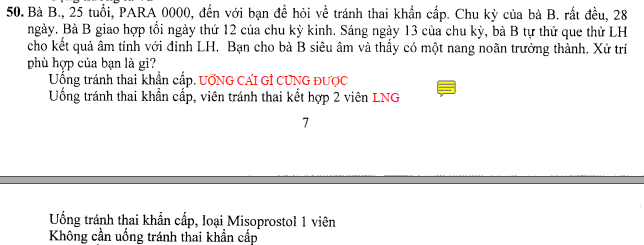 50. Bà B., 25 tuổi, PARA 0000, đến với bạn để hỏi về tránh thai khẩn cấp. Chu kỳ của bà B. rất đều, 28
ngày. Bà B giao hợp tối ngày thứ 12 của chu kỳ kinh. Sáng ngày 13 của chu kỳ, bà B tự thử que thử LH
cho kết quả âm tính với đỉnh LH. Bạn cho bà B siêu âm và thấy có một nang noãn trưởng thành. Xử trí
phù hợp của bạn là gì?
Uống tránh thai khẩn cấp. UỐNG CÁI GÌ CŨNG ĐƯỢC
Uống tránh thai khẩn cấp, viên tránh thai kết hợp 2 viên LNG
7
Uống tránh thai khẩn cấp, loại Misoprostol 1 viên
Không cần uống tránh thai khẩn cấp